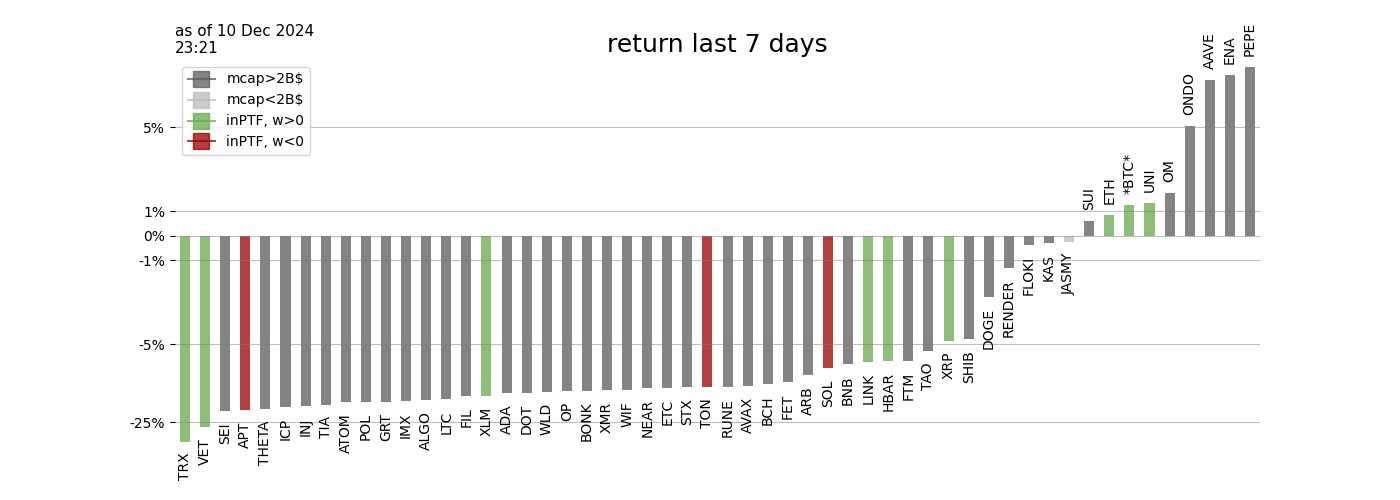 as of 10 Dec 2024
23:21
return last 7 days
mcap>2B$
mcap<2B$
inPTF, w>0
inPTF, w<0
5%
1%
0%
-1%
-5%
-25%
TRX
VET
SEI
APT
THETA
ICP
INJ
TIA
ATOM
POL
GRT
IMX
ALGO
LTC
FIL
XLM
ADA
DOT
WLD
OP
BONK
XMR
WIF
NEAR
ETC
STX
TON
RUNE
AVAX
BCH
FET
ARB
SOL
BNB
LINK
HBAR
FTM
TAO
XRP
SHIB
DOGE
RENDER
FLOKI
KAS
JASMY
SUI
ETH
*BTC*
UNI
OM
ONDO
AAVE
ENA
PEPE